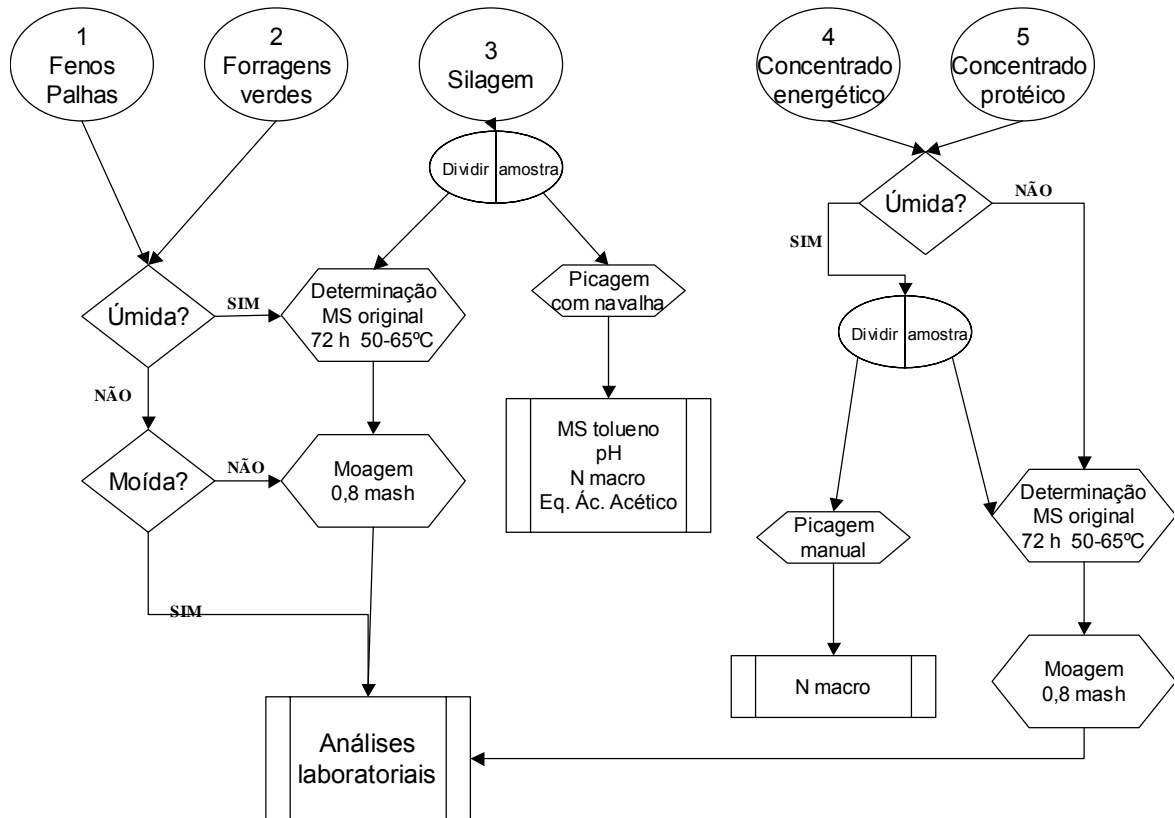 1
Fenos
Palhas
2
Forragens
verdes
3
Silagem
4
Concentrado
energético
5
Concentrado
protéico
Dividir amostra
Úmida?
NÃO
SIM
Úmida?
SIM
Determinação
MS original
72 h 50-65ºC
Picagem
com navalha
Dividir amostra
NÃO
Moída?
NÃO
Moagem
0,8 mash
MS tolueno
pH
N macro
Eq. Ác. Acético
Picagem
manual
Determinação
MS original
72 h 50-65ºC
SIM
N macro
Moagem
0,8 mash
Análises
laboratoriais